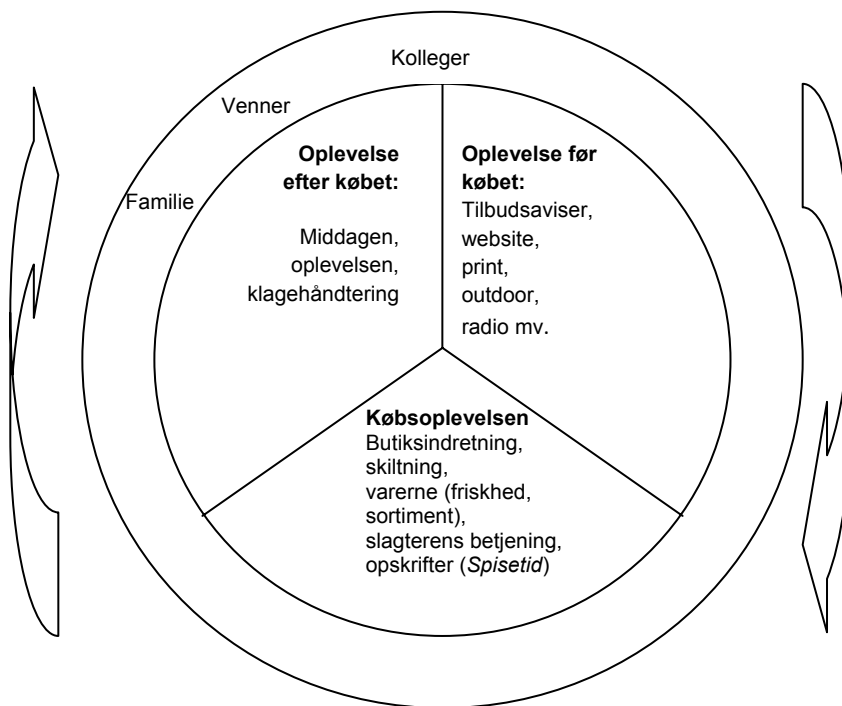 Kolleger
Venner
Familie
Oplevelse
efter købet:
Middagen,
oplevelsen,
klagehåndtering
Oplevelse før
købet:
Tilbudsaviser,
website,
print,
outdoor,
radio mv.
Købsoplevelsen
Butiksindretning,
skiltning,
varerne (friskhed,
sortiment),
slagterens betjening,
opskrifter (Spisetid)